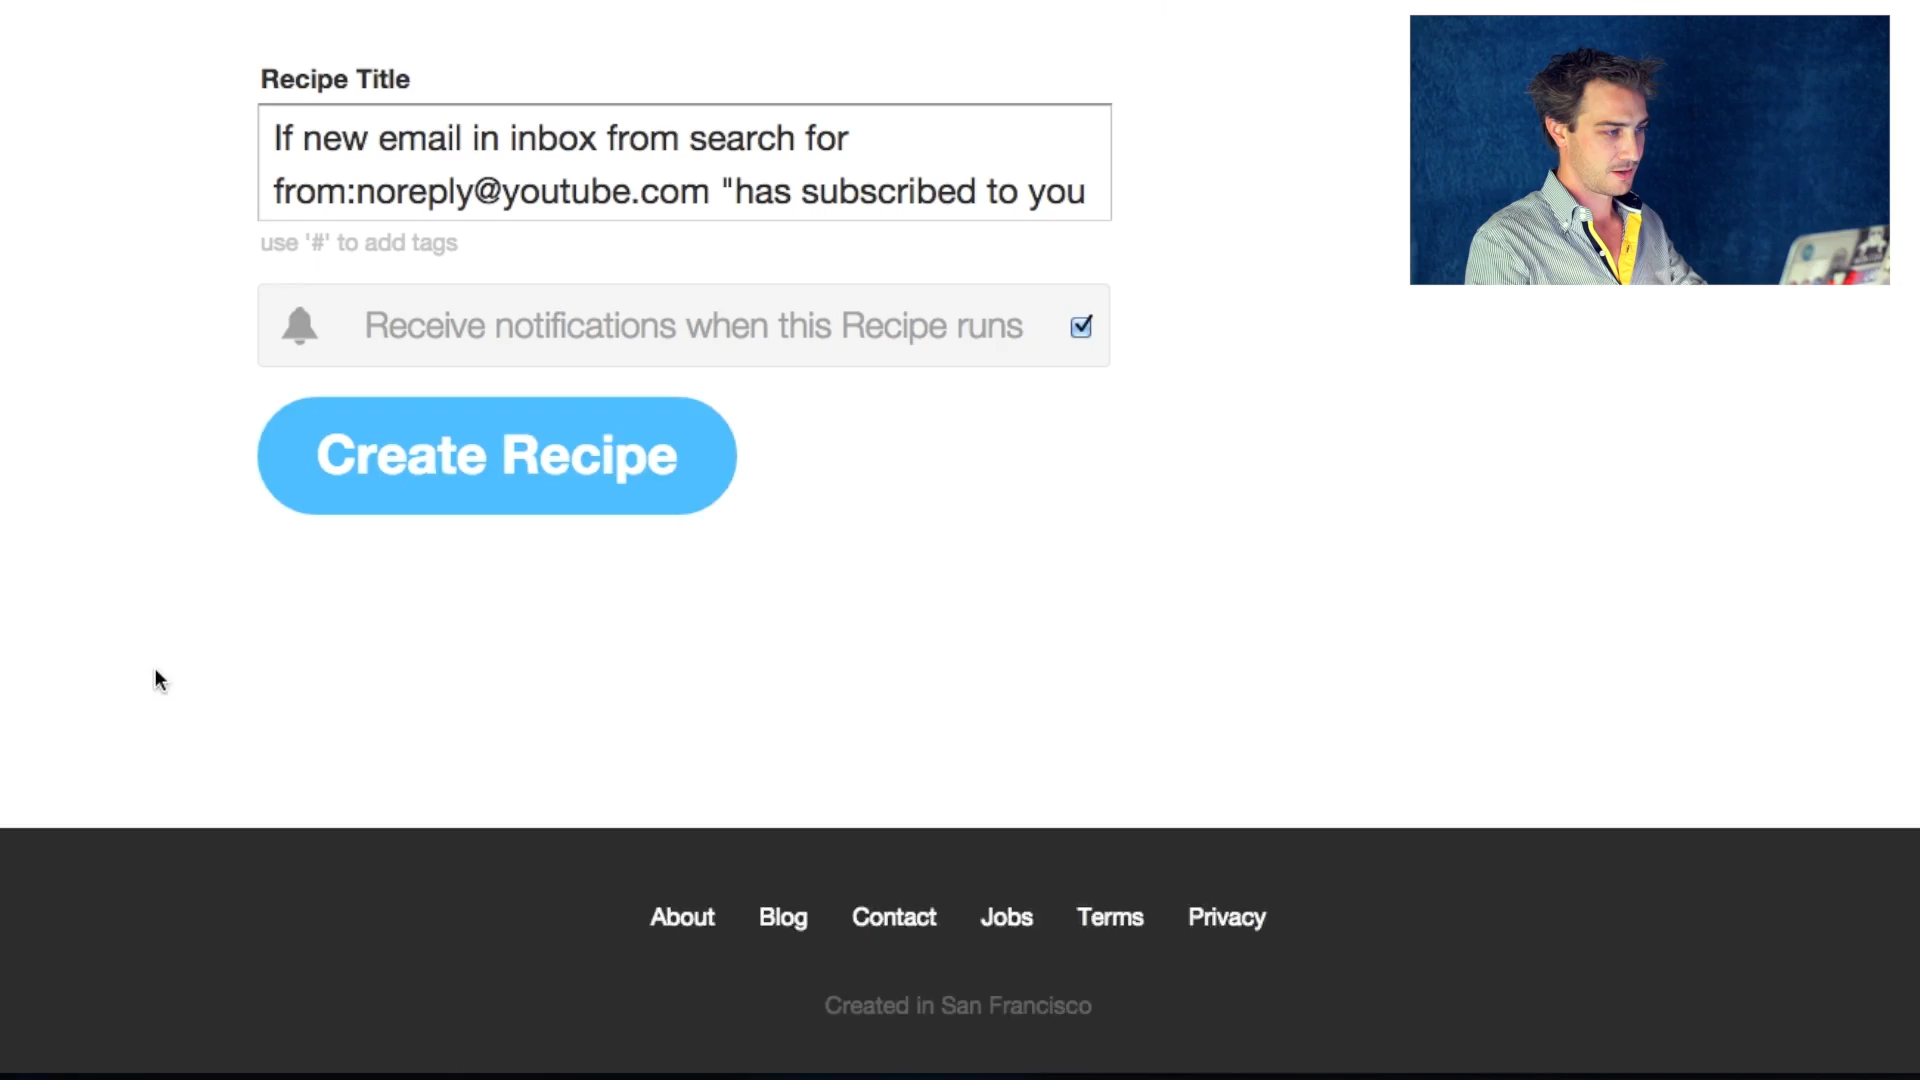 Recipe Title
If new email in inbox from search for
from:noreply@youtube.com "has subscribed to you
use '#' to add tags
Receive notifications when this Recipe runs
Create Recipe
About Blog Contact Jobs Terms Privacy
Created in San Francisco